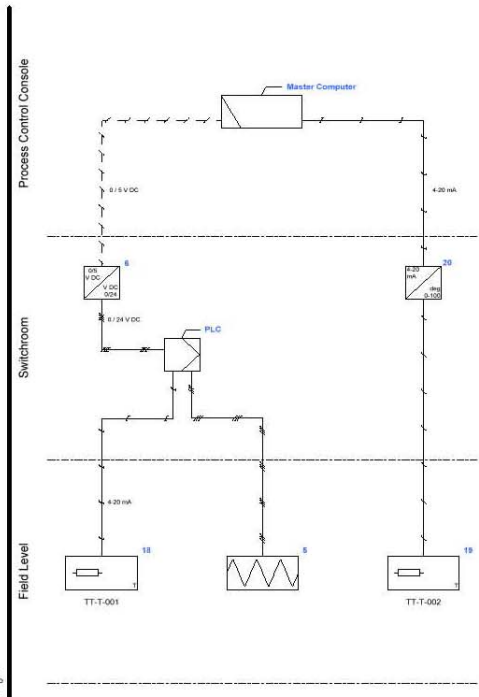 Process Control Console
Master Computer
0 / 5 V DC
4-20 mA
Switchroom
6
0/5
V DC
V DC
0/24
20
4-20
mA
deg
0-100
0 / 24 V DC
PLC
Field Level
4-20 mA
18
T
TT-T-001
5
19
T
TT-T-002